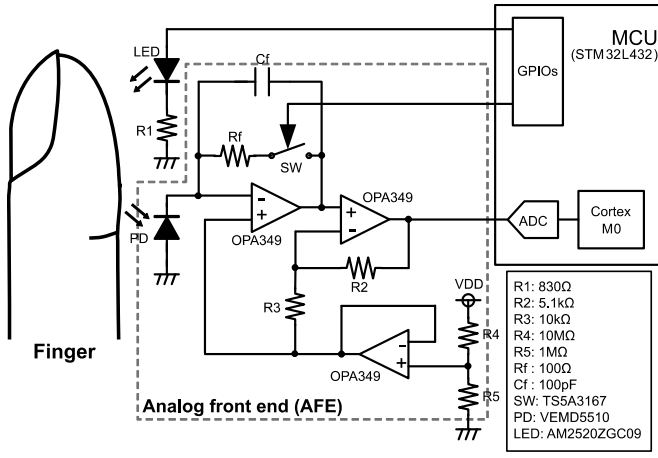 LED
Cf
MCU
(STM32L432)
GPIOs
R1
Rf
SW
OPA349
PD
OPA349
ADC
Cortex
M0
R2
R3
VDD
R4
OPA349
R5
Finger
Analog front end (AFE)
R1: 830Ω
R2: 5.1kΩ
R3: 10kΩ
R4: 10MΩ
R5: 1MΩ
Rf : 100Ω
Cf : 100pF
SW: TS5A3167
PD: VEMD5510
LED: AM2520ZGC09